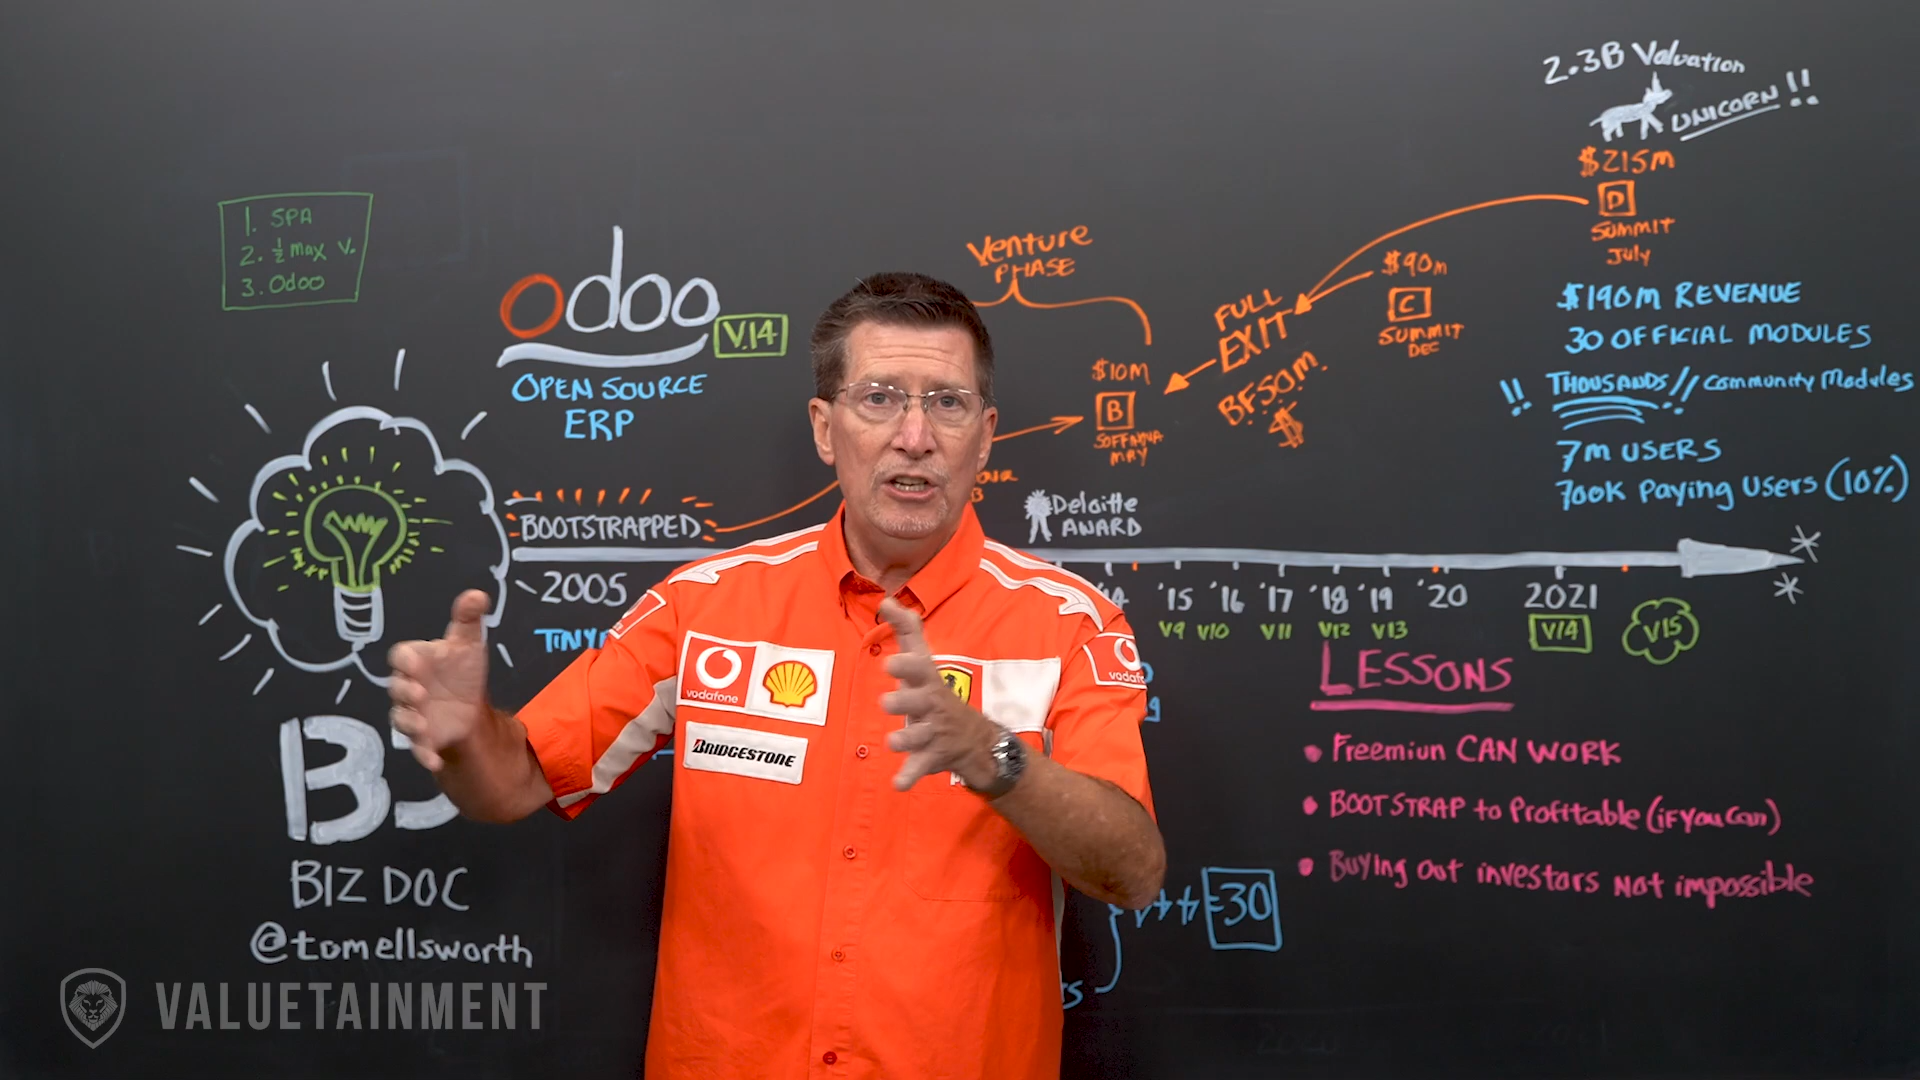 2.3B Valuation
UNICORN!!
$215M
D
SUMMIT
July
1. SPA
2. ½ max V.
3. Odoo
odoo
V.14
OPEN SOURCE
ERP
Venture
PHASE
$10M
B
SOFFINOVA
MAY
FULL
EXIT
$
$90m
C
SUMMIT
DEC
$190M REVENUE
30 OFFICIAL MODULES
!! THOUSANDS!! Community Modules
7M USERS
700K Paying Users (10%)
BOOTSTRAPPED
Deloitte
AWARD
2005
'15 '16 '17 '18 '19 '20 2021
V9 V10 V11 V12 V13 V14 V15
LESSONS
Freemiun CAN WORK
BOOTSTRAP to Profitable (if you Can)
Buying out investors not impossible
30
BIZ DOC
@tomellsworth
VALUETAINMENT
vodafone
BRIDGESTONE
vodafone